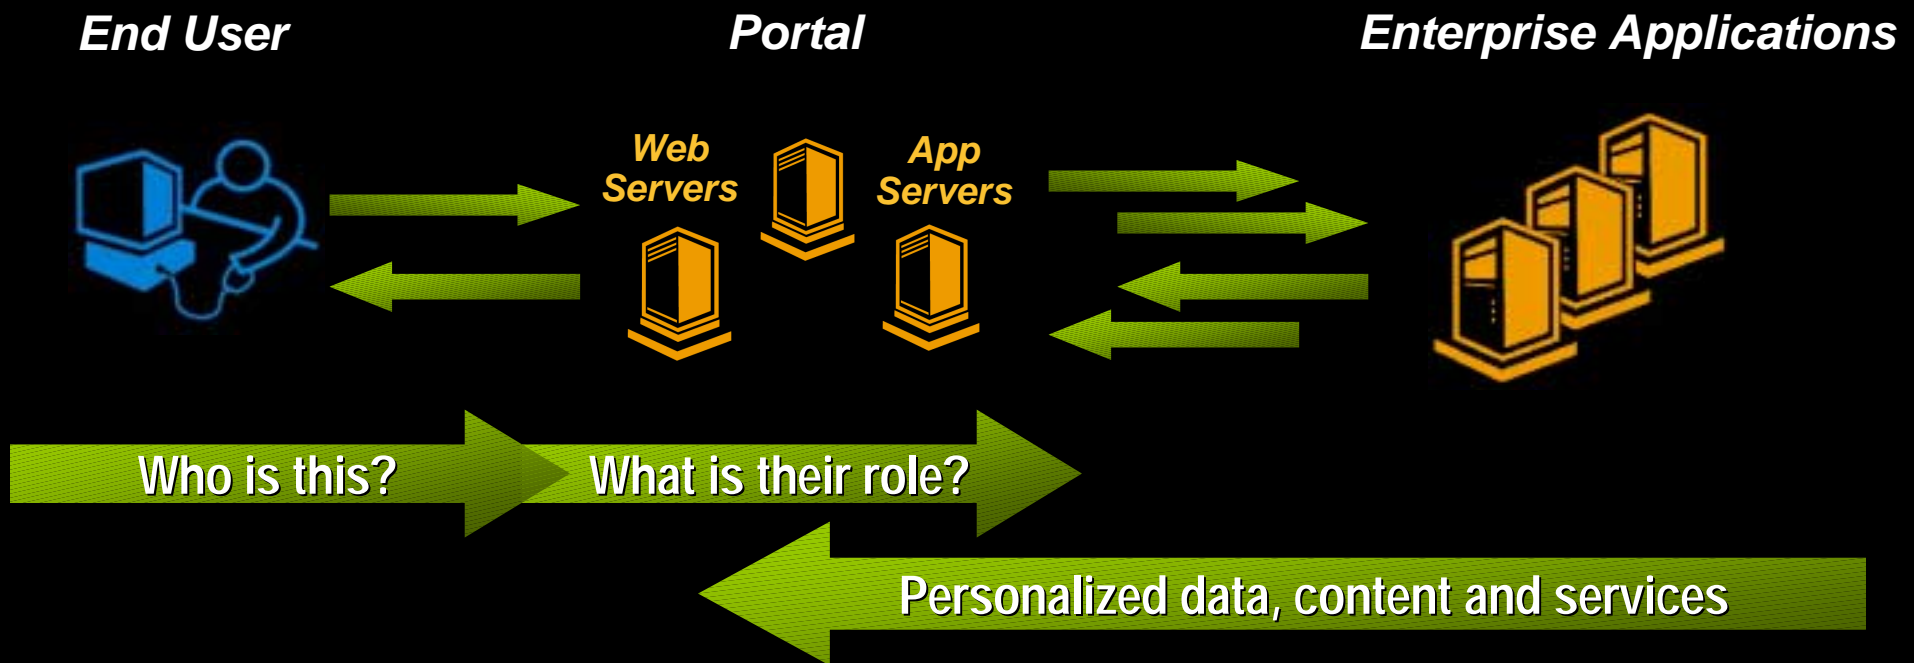 End User
Portal
Enterprise Applications
Web
Servers
App
Servers
Who is this?
What is their role?
Personalized data, content and services